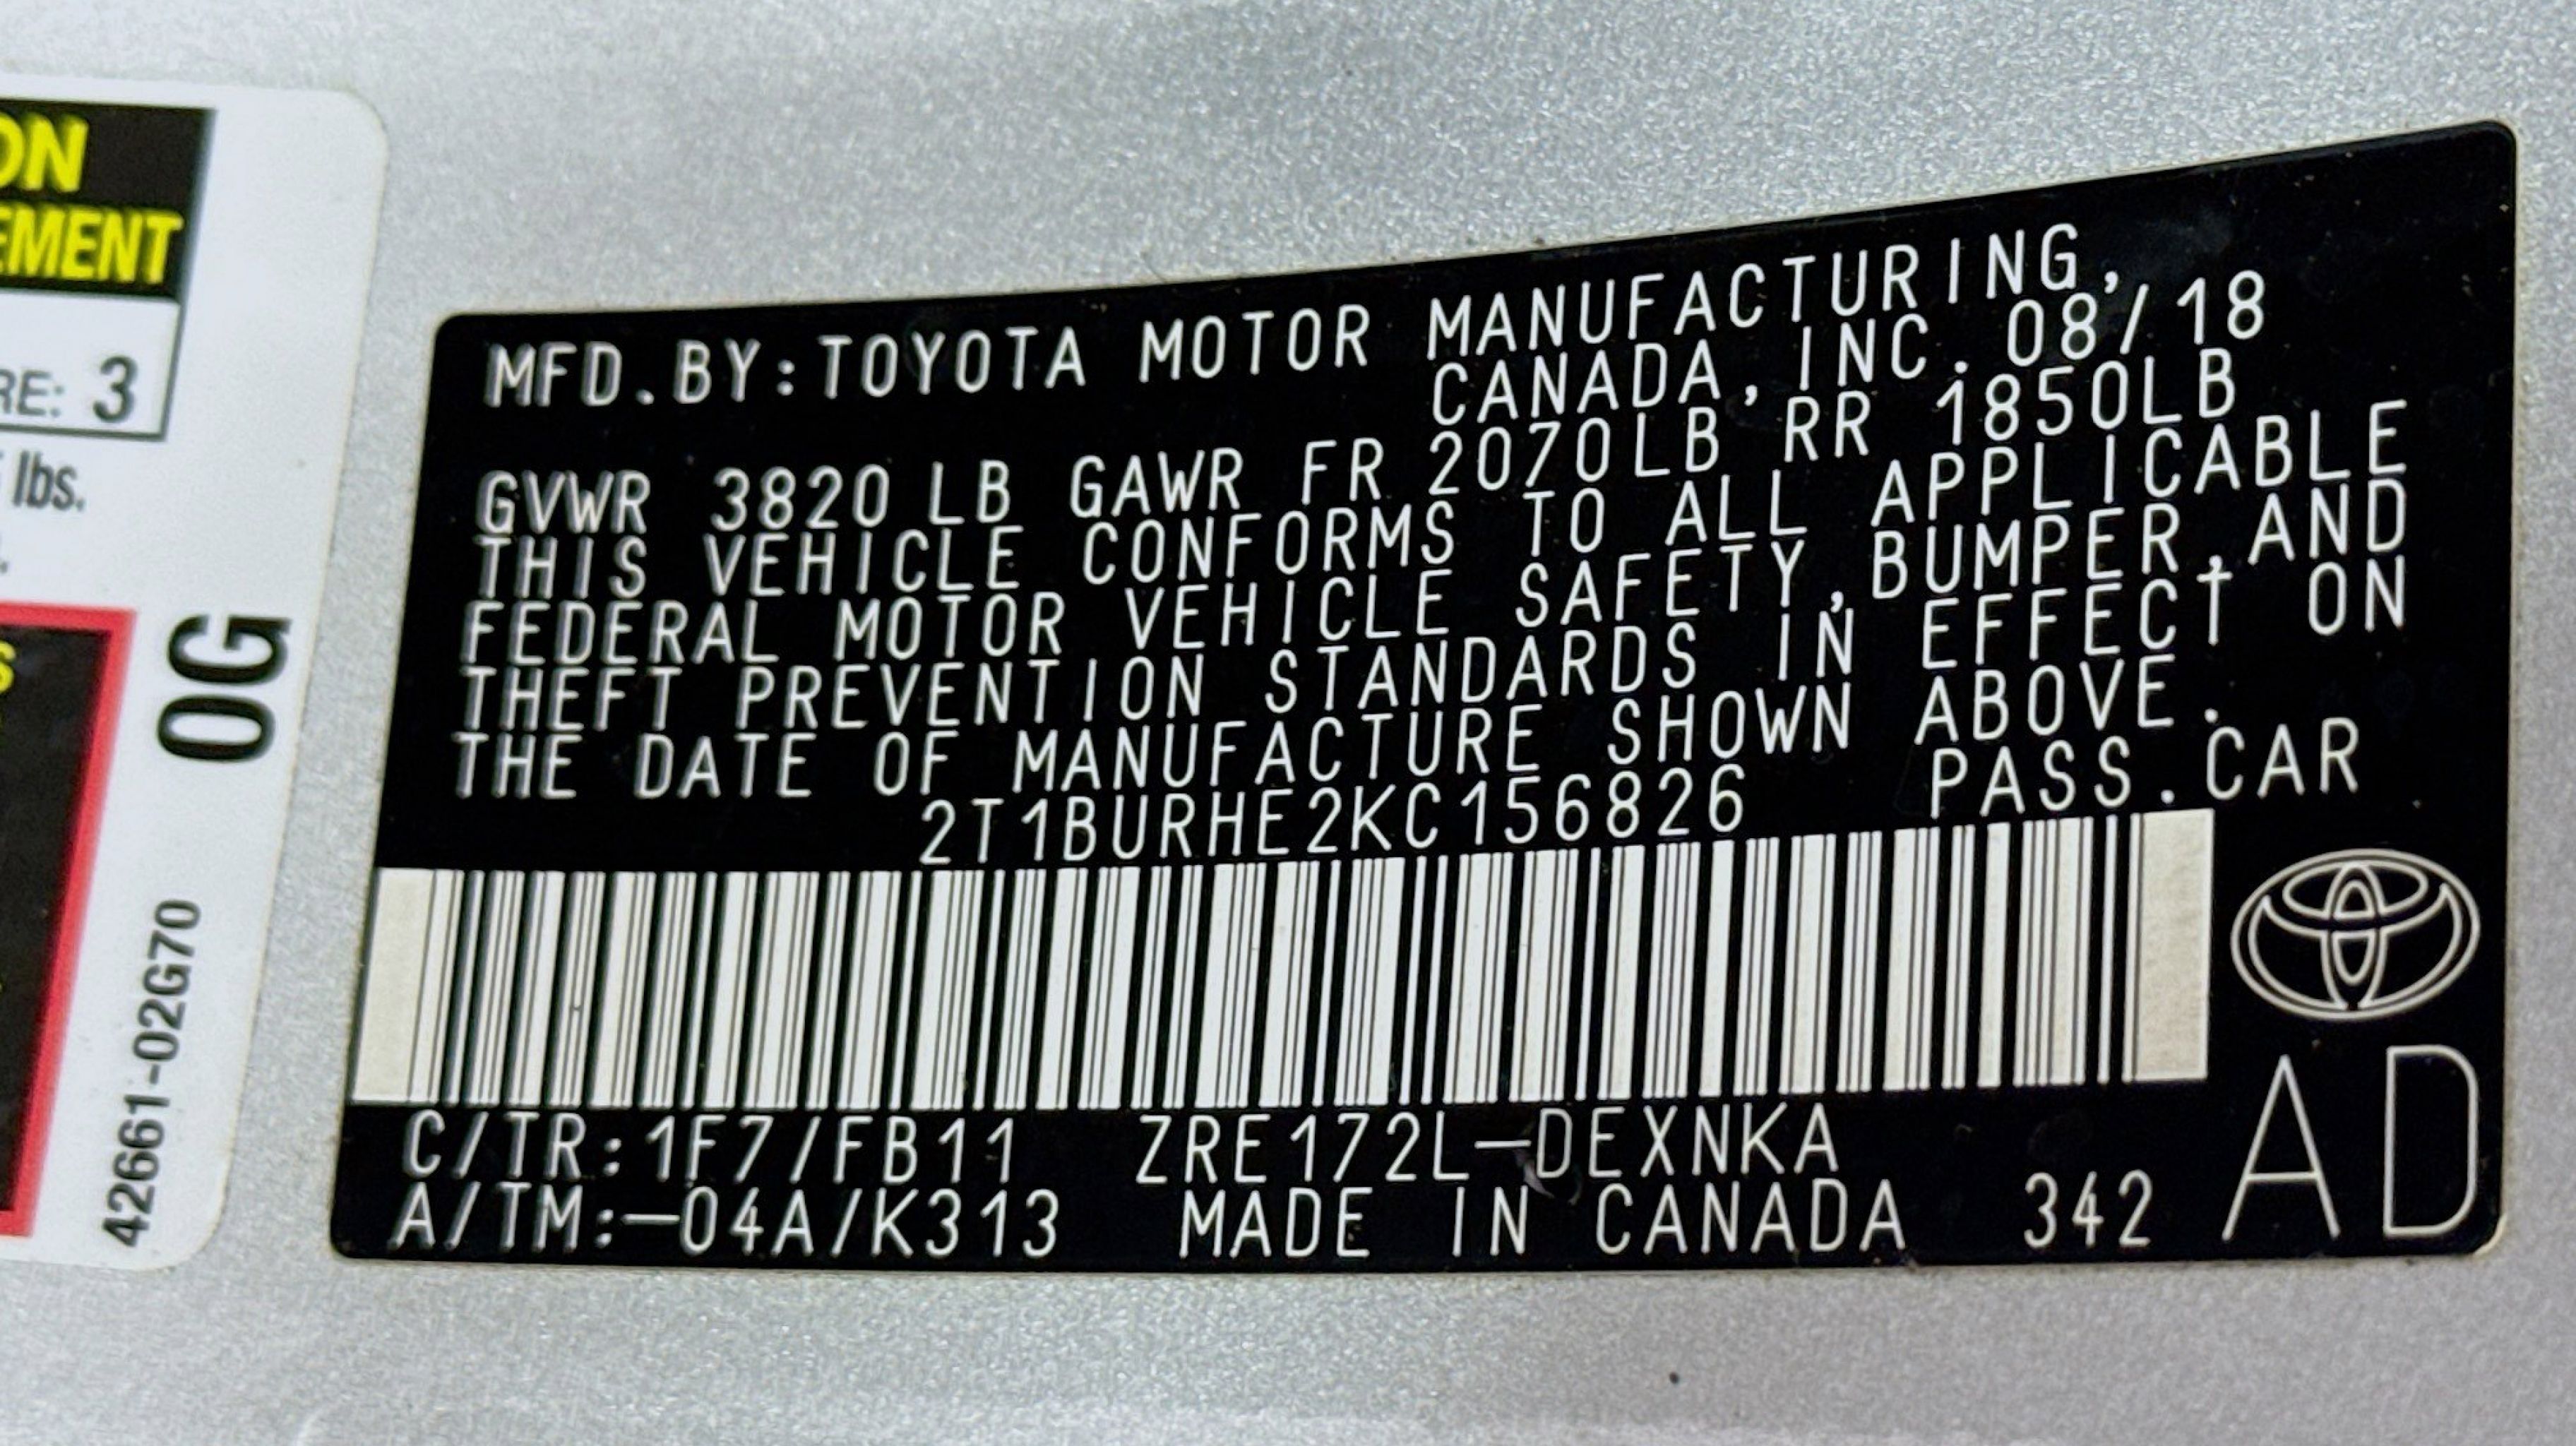 ON
EMENT
RE: 3
lbs.
S
0G
42661-02G70
MFD.BY:TOYOTA MOTOR MANUFACTURING,
CANADA,INC. 08/18
GVWR 3820LB GAWR FR 2070LB RR 1850LB
THIS VEHICLE CONFORMS TO ALL APPLICABLE
FEDERAL MOTOR VEHICLE SAFETY,BUMPER,AND
THEFT PREVENTION STANDARDS IN EFFECT ON
THE DATE OF MANUFACTURE SHOWN ABOVE.
2T1BURHE2KC156826 PASS.CAR
C/TR:1F7/FB11 ZRE172L-DEXNKA
A/TM:-04A/K313 MADE IN CANADA 342
AD